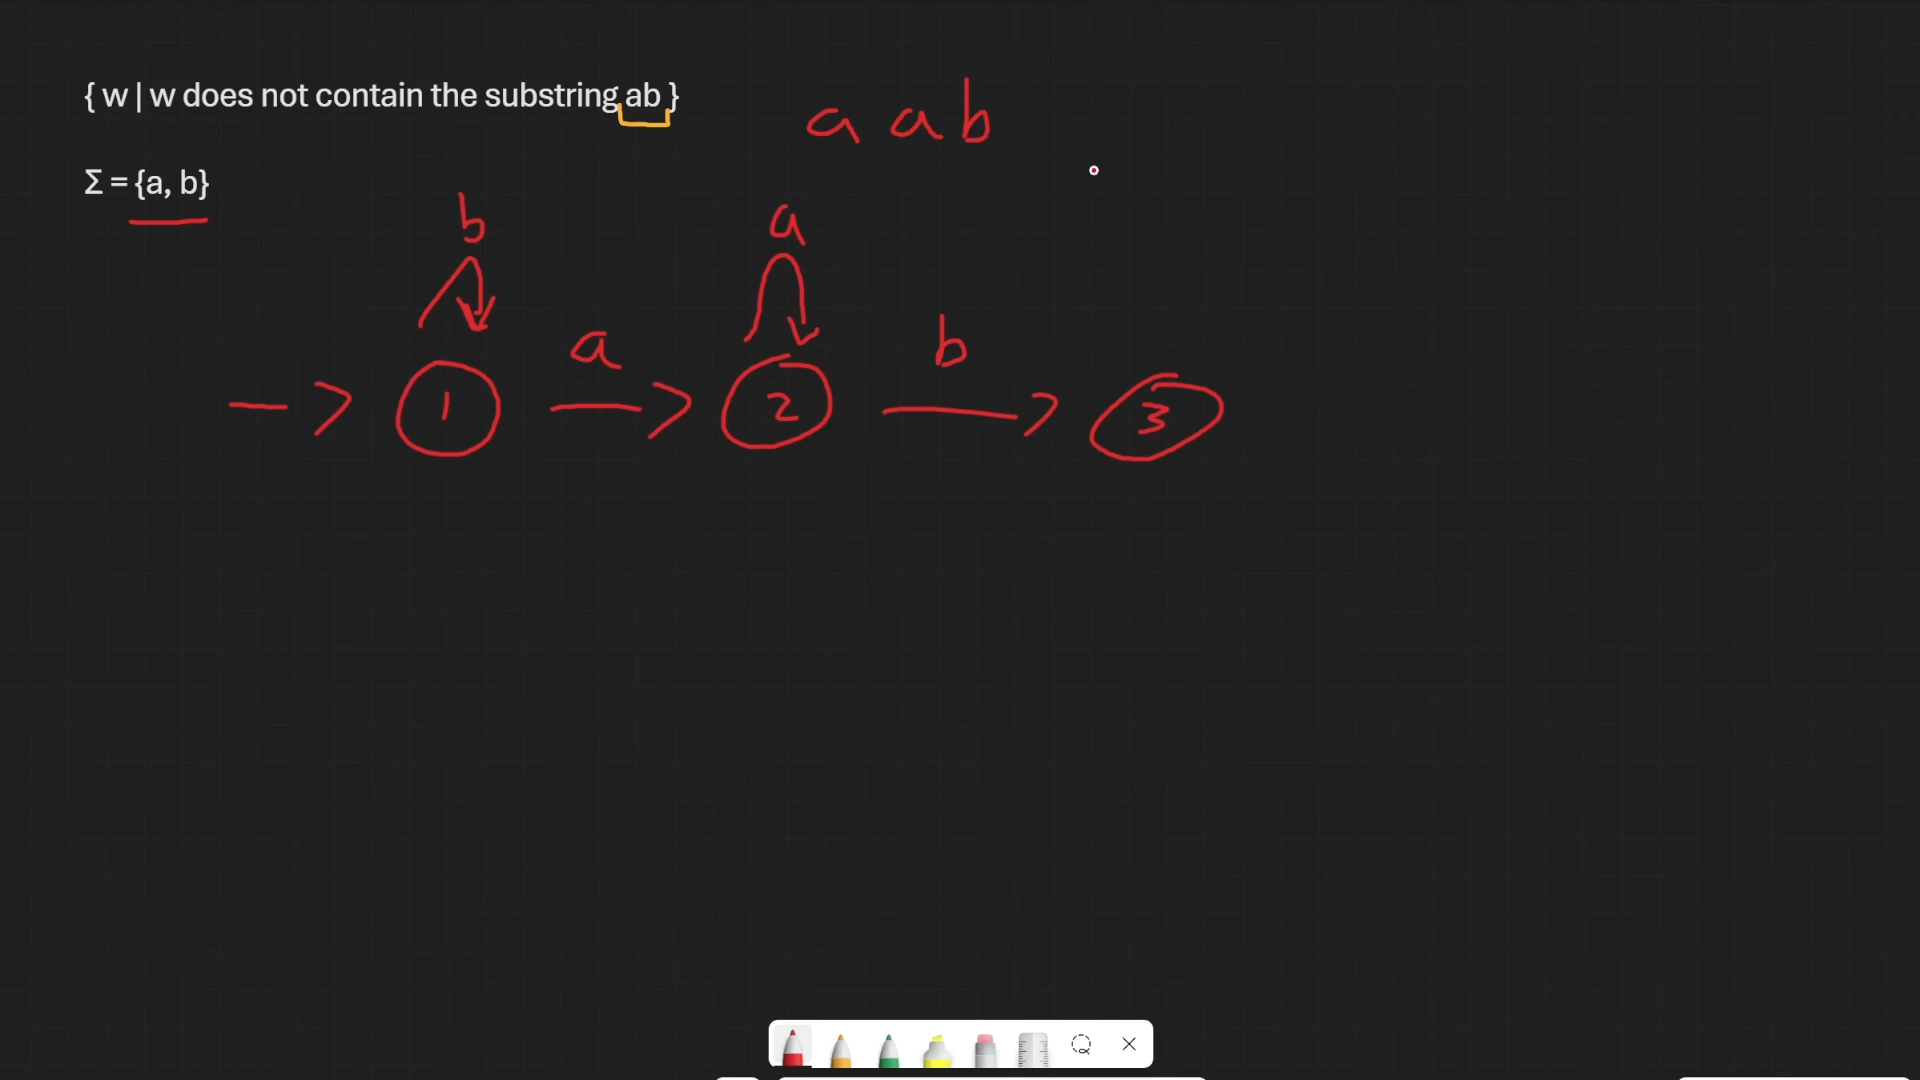 { w | w does not contain the substring ab }
a a b
Σ = {a, b}
b a
a b
1 2 3